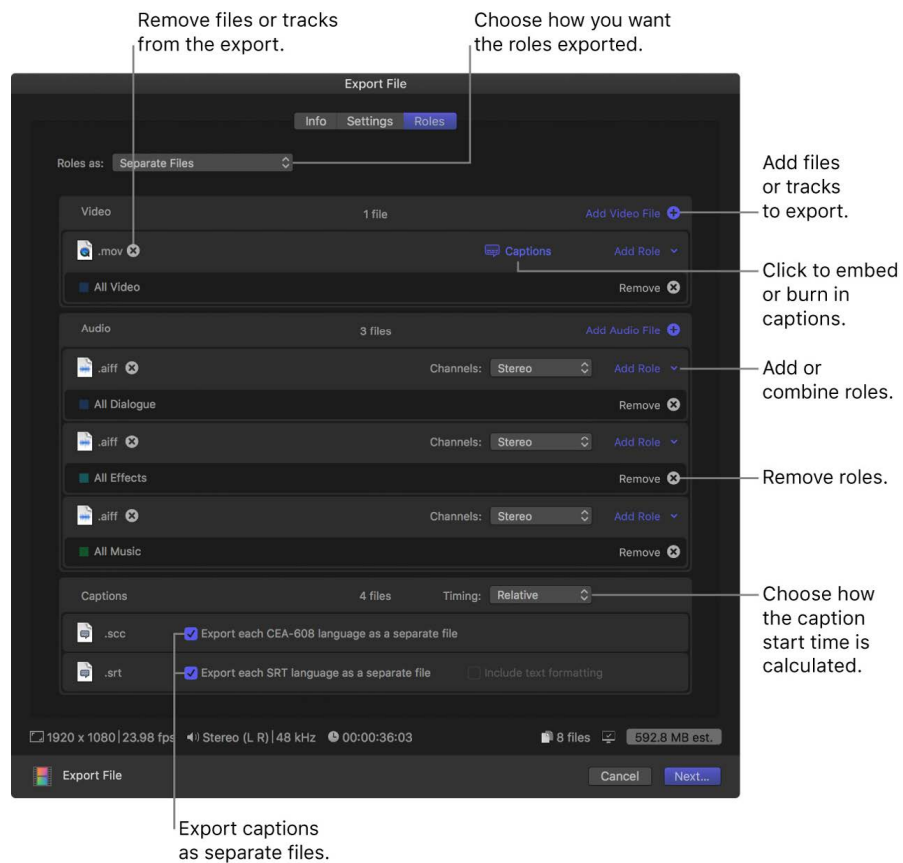 Remove files or tracks
from the export.
Choose how you want
the roles exported.
Export File
Info Settings Roles
Roles as: Separate Files
Add files
or tracks
to export.
Video 1 file Add Video File
.mov Captions Add Role
Click to embed
or burn in
captions.
All Video Remove
Audio 3 files Add Audio File
.aiff Channels: Stereo Add Role
Add or
combine roles.
All Dialogue Remove
.aiff Channels: Stereo Add Role
All Effects Remove
Remove roles.
.aiff Channels: Stereo Add Role
All Music Remove
Captions 4 files Timing: Relative
Choose how
the caption
start time is
calculated.
.scc Export each CEA-608 language as a separate file
.srt Export each SRT language as a separate file Include text formatting
1920 x 1080 | 23.98 fps Stereo (L R) | 48 kHz 00:00:36:03 8 files 592.8 MB est.
Export File Cancel Next...
Export captions
as separate files.